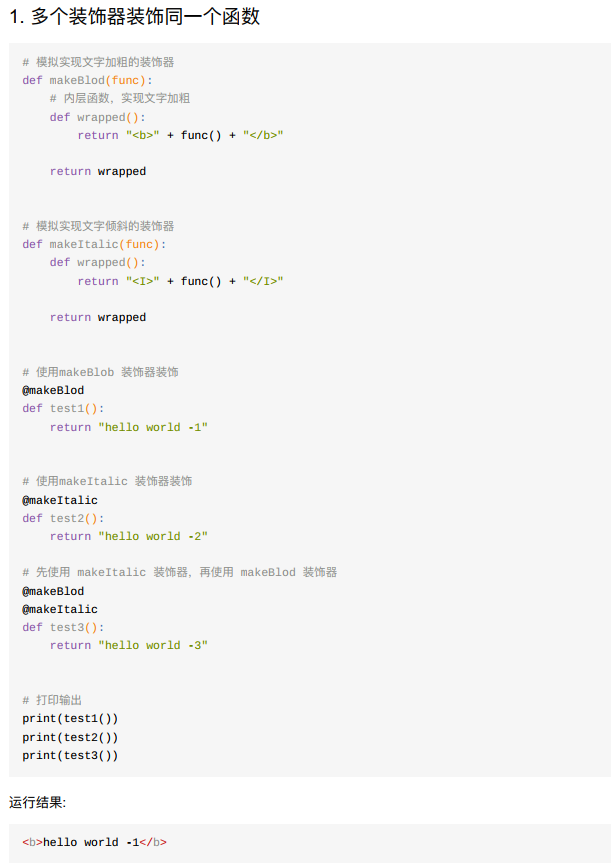 1. 多个装饰器装饰同一个函数
# 模拟实现文字加粗的装饰器
def makeBlod(func):
    # 内层函数，实现文字加粗
    def wrapped():
        return "<b>" + func() + "</b>"
    return wrapped
# 模拟实现文字倾斜的装饰器
def makeItalic(func):
    def wrapped():
        return "<I>" + func() + "</I>"
    return wrapped
# 使用makeBlob 装饰器装饰
@makeBlod
def test1():
    return "hello world -1"
# 使用makeItalic 装饰器装饰
@makeItalic
def test2():
    return "hello world -2"
# 先使用 makeItalic 装饰器，再使用 makeBlod 装饰器
@makeBlod
@makeItalic
def test3():
    return "hello world -3"
# 打印输出
print(test1())
print(test2())
print(test3())
运行结果:
<b>hello world -1</b>